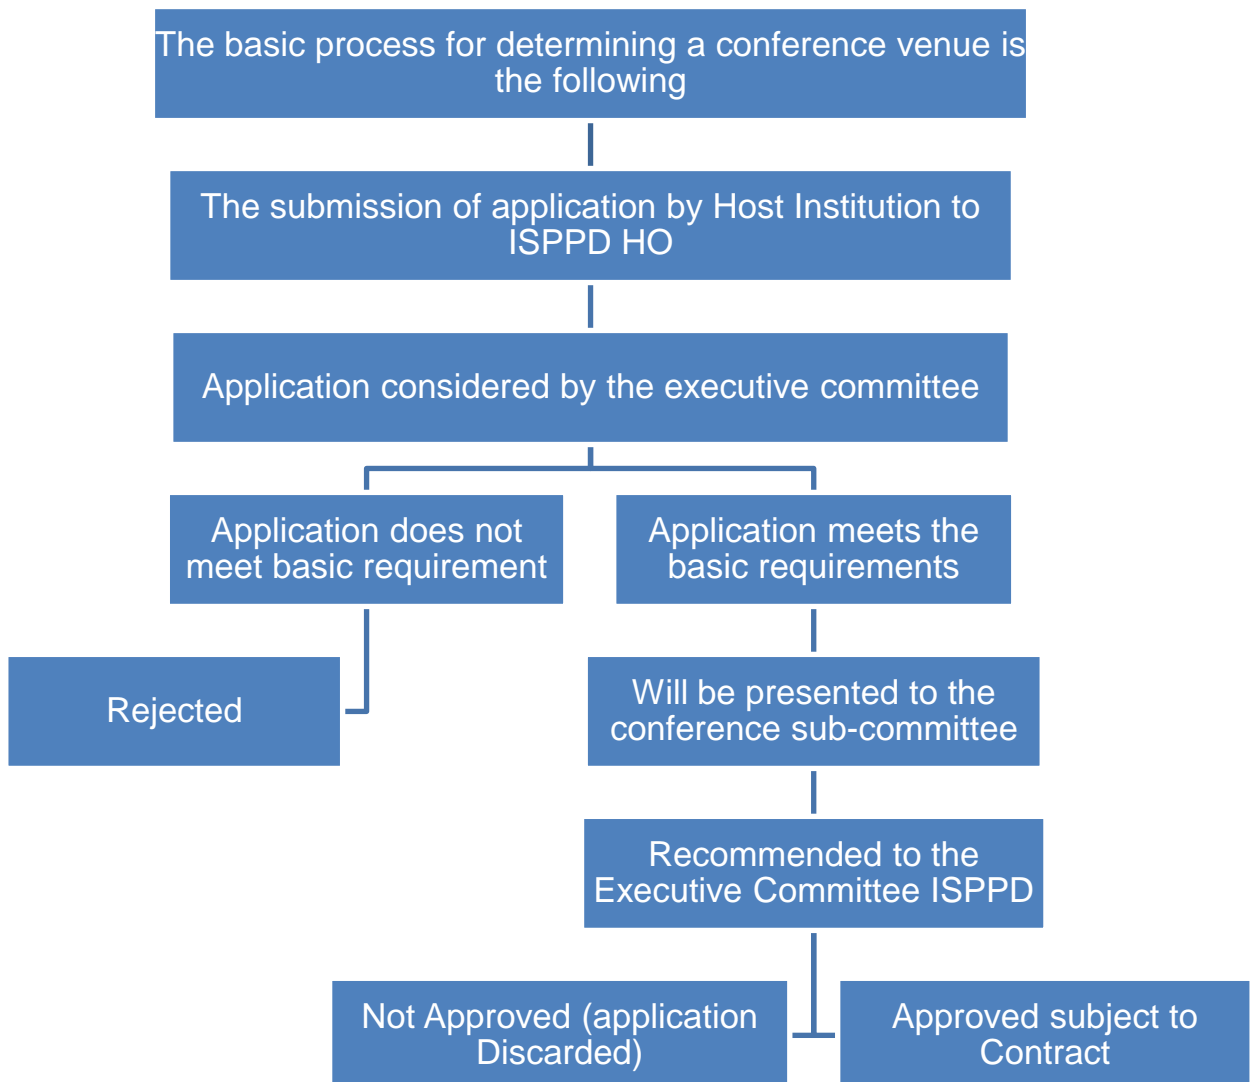 The basic process for determining a conference venue is
the following
The submission of application by Host Institution to
ISPPD HO
Application considered by the executive committee
Application does not
meet basic requirement
Application meets the
basic requirements
Rejected
Will be presented to the
conference sub-committee
Recommended to the
Executive Committee ISPPD
Not Approved (application
Discarded)
Approved subject to
Contract